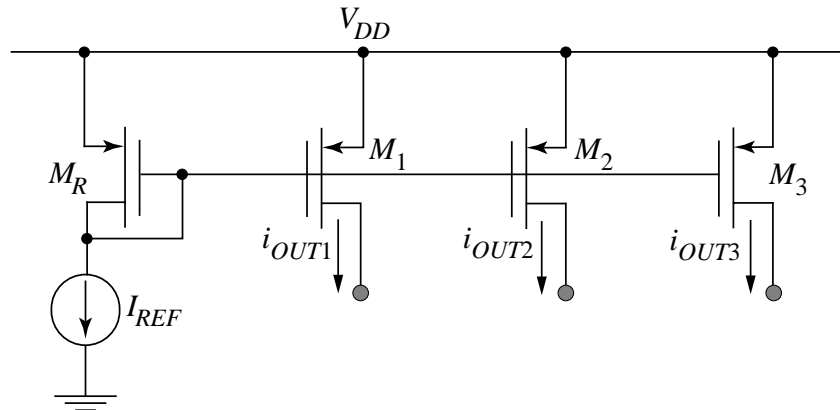 V_DD
M_R
M_1
M_2
M_3
i_OUT1
i_OUT2
i_OUT3
I_REF